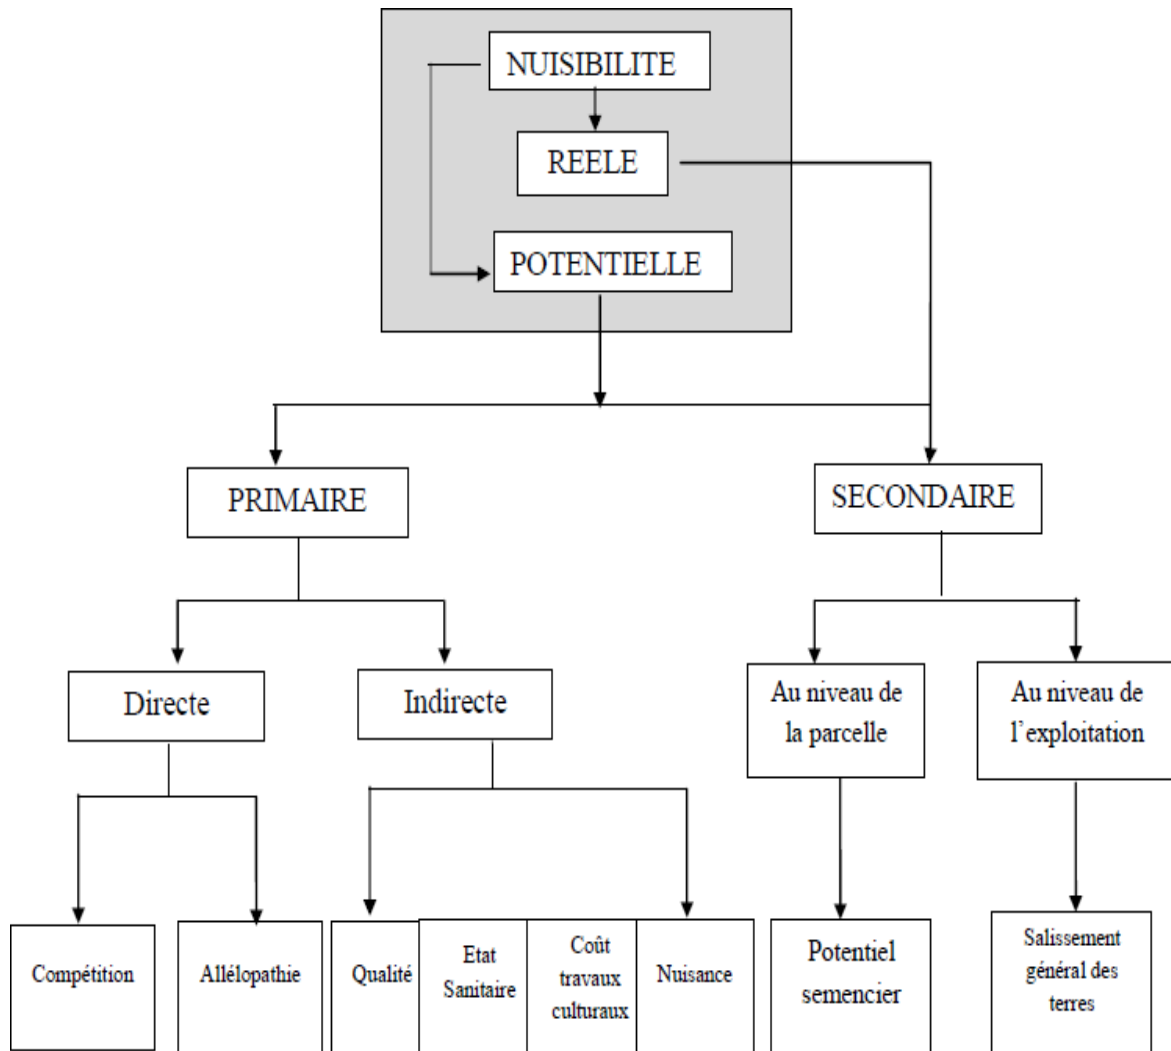 NUISIBILITE
REELE
POTENTIELLE
PRIMAIRE
SECONDAIRE
Directe
Indirecte
Au niveau de
la parcelle
Au niveau de
l’exploitation
Compétition
Allélopathie
Qualité
Etat
Sanitaire
Coût
travaux
culturaux
Nuisance
Potentiel
semencier
Salissement
général des
terres